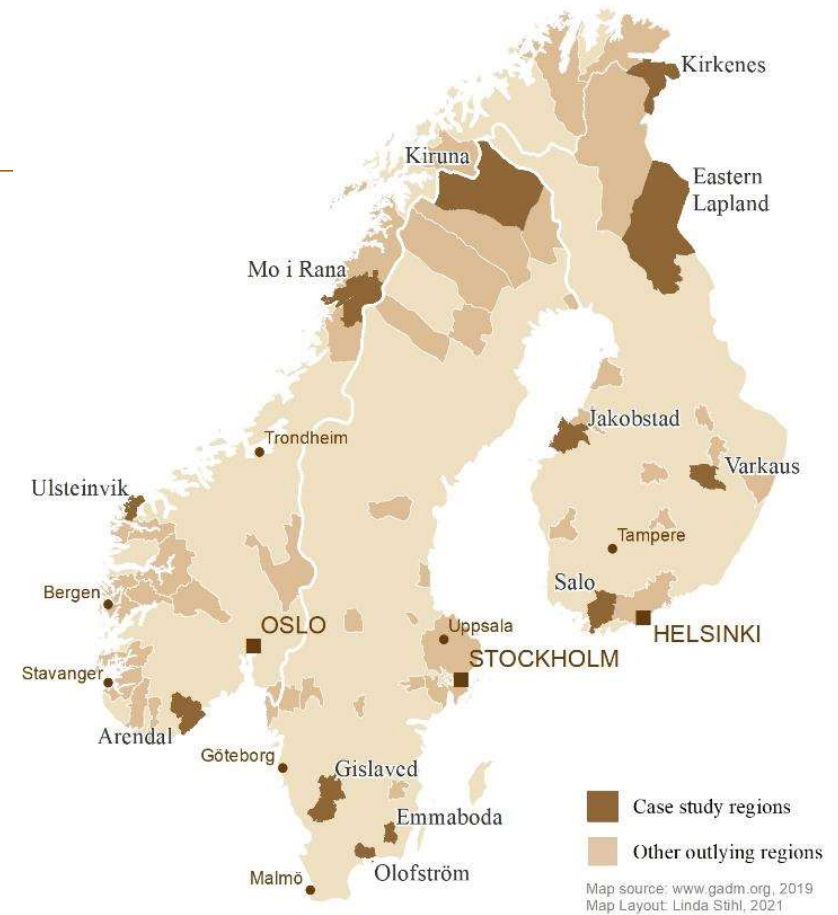 Kirkenes
Kiruna
Eastern
Lapland
Mo i Rana
Jakobstad
Trondheim
Varkaus
Ulsteinvik
Tampere
Salo
Bergen
OSLO
Uppsala
HELSINKI
STOCKHOLM
Stavanger
Arendal
Göteborg
Gislaved
Case study regions
Emmaboda
Other outlying regions
Olofström
Malmö
Map source: www.gadm.org, 2019
Map Layout: Linda Stihl, 2021